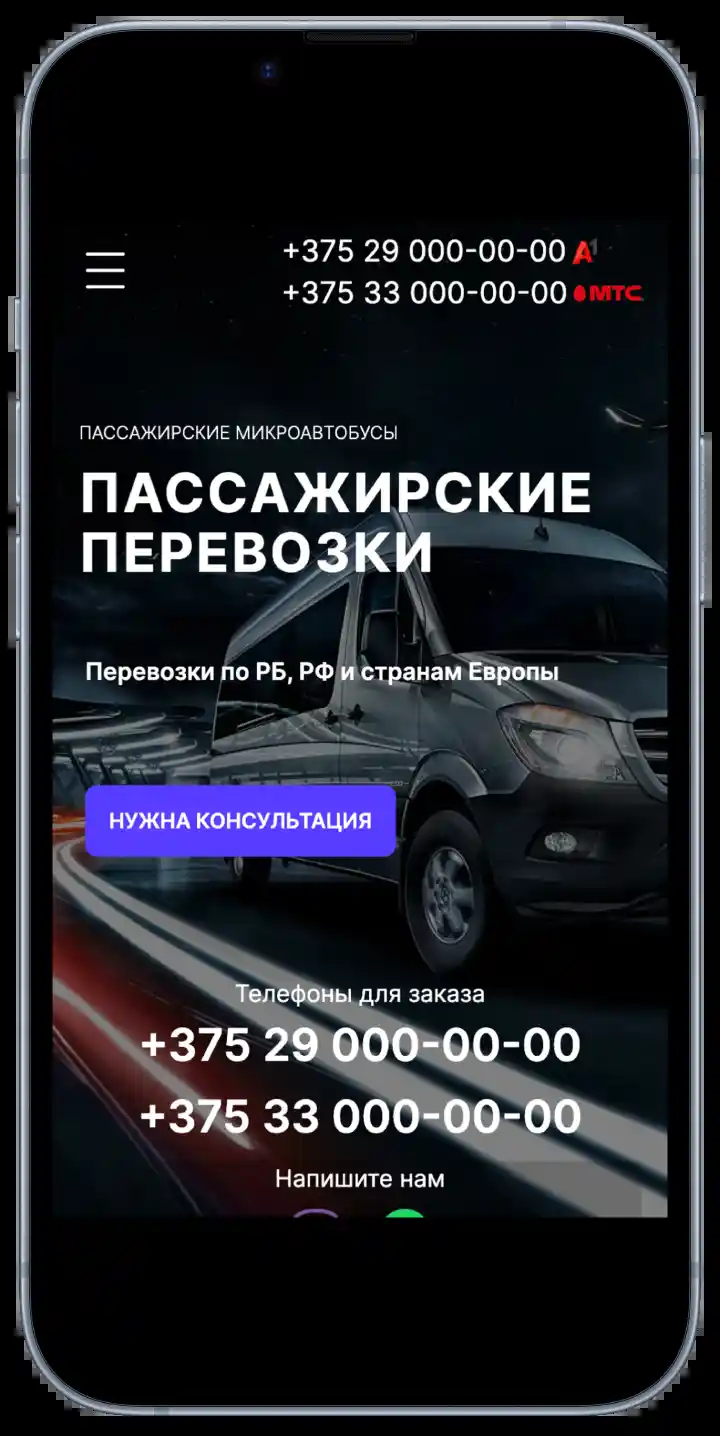 +375 29 000-00-00 A1
+375 33 000-00-00 МТС
ПАССАЖИРСКИЕ МИКРОАВТОБУСЫ
ПАССАЖИРСКИЕ
ПЕРЕВОЗКИ
Перевозки по РБ, РФ и странам Европы
НУЖНА КОНСУЛЬТАЦИЯ
Телефоны для заказа
+375 29 000-00-00
+375 33 000-00-00
Напишите нам